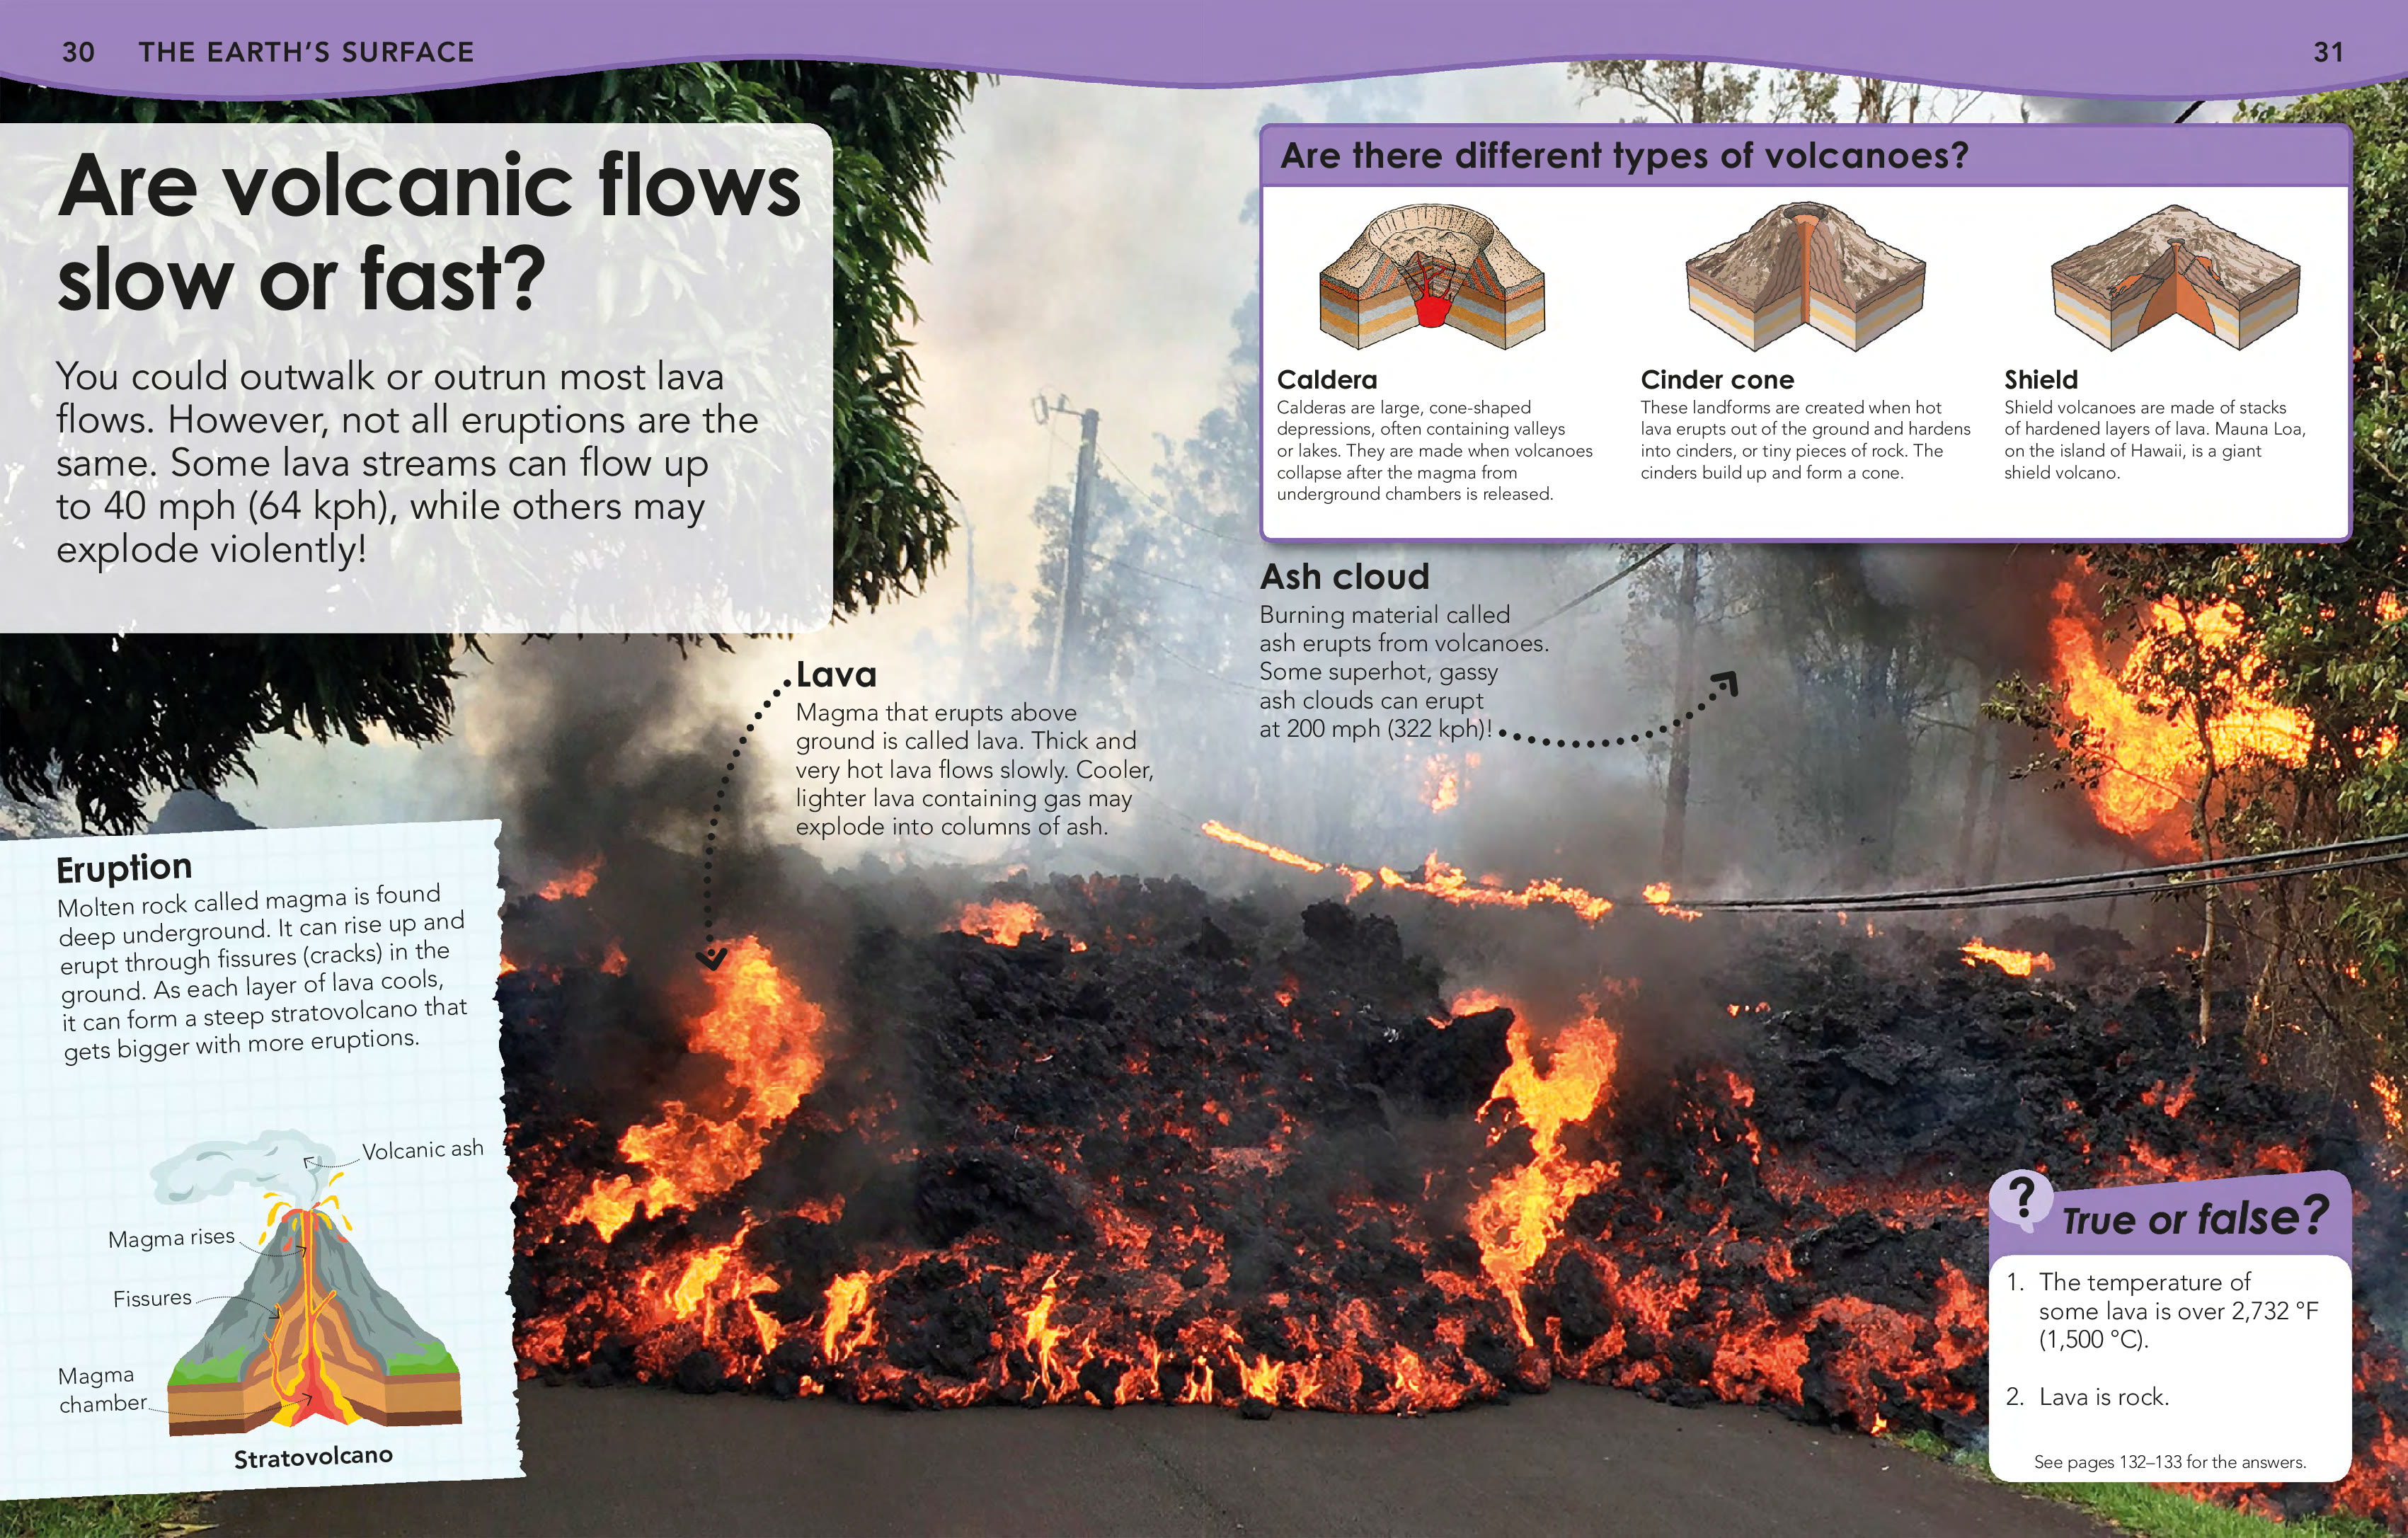 30 THE EARTH'S SURFACE
31
Are volcanic flows
slow or fast?
You could outwalk or outrun most lava
flows. However, not all eruptions are the
same. Some lava streams can flow up
to 40 mph (64 kph), while others may
explode violently!
Are there different types of volcanoes?
Caldera
Calderas are large, cone-shaped
depressions, often containing valleys
or lakes. They are made when volcanoes
collapse after the magma from
underground chambers is released.
Cinder cone
These landforms are created when hot
lava erupts out of the ground and hardens
into cinders, or tiny pieces of rock. The
cinders build up and form a cone.
Shield
Shield volcanoes are made of stacks
of hardened layers of lava. Mauna Loa,
on the island of Hawaii, is a giant
shield volcano.
Ash cloud
Burning material called
ash erupts from volcanoes.
Some superhot, gassy
ash clouds can erupt
at 200 mph (322 kph)!
Lava
Magma that erupts above
ground is called lava. Thick and
very hot lava flows slowly. Cooler,
lighter lava containing gas may
explode into columns of ash.
Eruption
Molten rock called magma is found
deep underground. It can rise up and
erupt through fissures (cracks) in the
ground. As each layer of lava cools,
it can form a steep stratovolcano that
gets bigger with more eruptions.
Volcanic ash
Magma rises
Fissures
Magma
chamber
Stratovolcano
?
True or false?
1. The temperature of
some lava is over 2,732 °F
(1,500 °C).
2. Lava is rock.
See pages 132–133 for the answers.